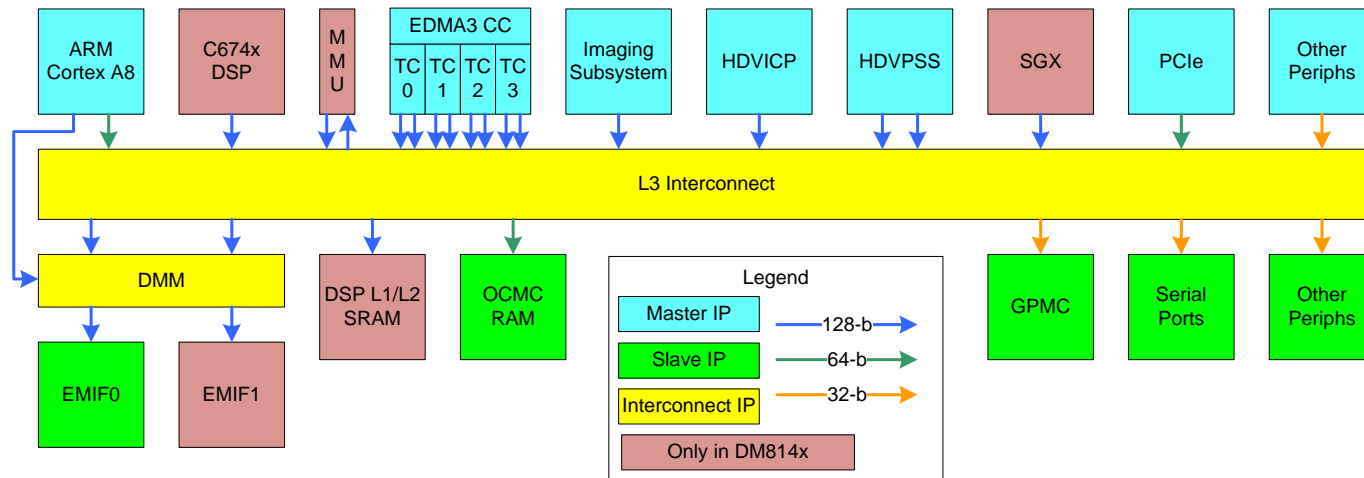 ARM
Cortex A8
C674x
DSP
M
M
U
EDMA3 CC
TC
0
TC
1
TC
2
TC
3
Imaging
Subsystem
HDVICP
HDVPSS
SGX
PCIe
Other
Periphs
L3 Interconnect
DMM
DSP L1/L2
SRAM
OCMC
RAM
GPMC
Serial
Ports
Other
Periphs
EMIF0
EMIF1
Legend
Master IP
128-b
Slave IP
64-b
Interconnect IP
32-b
Only in DM814x